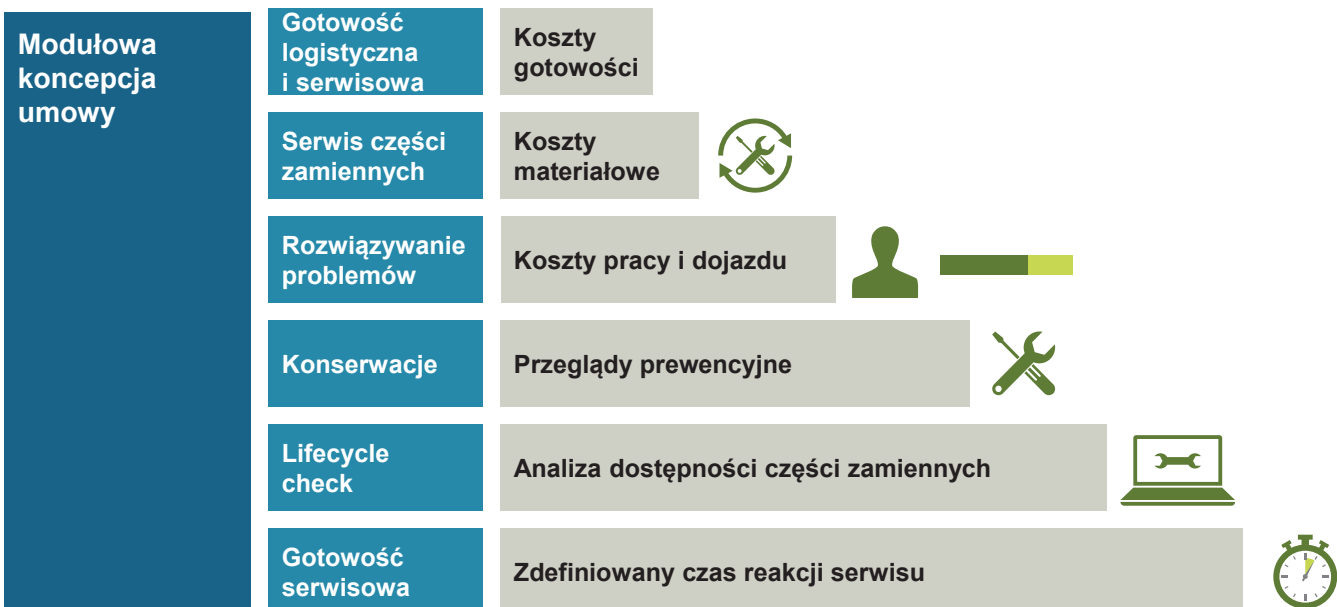 Modułowa
koncepcja
umowy
Gotowość
logistyczna
i serwisowa
Koszty
gotowości
Serwis części
zamiennych
Koszty
materiałowe
Rozwiązywanie
problemów
Koszty pracy i dojazdu
Konserwacje
Przeglądy prewencyjne
Lifecycle
check
Analiza dostępności części zamiennych
Gotowość
serwisowa
Zdefiniowany czas reakcji serwisu